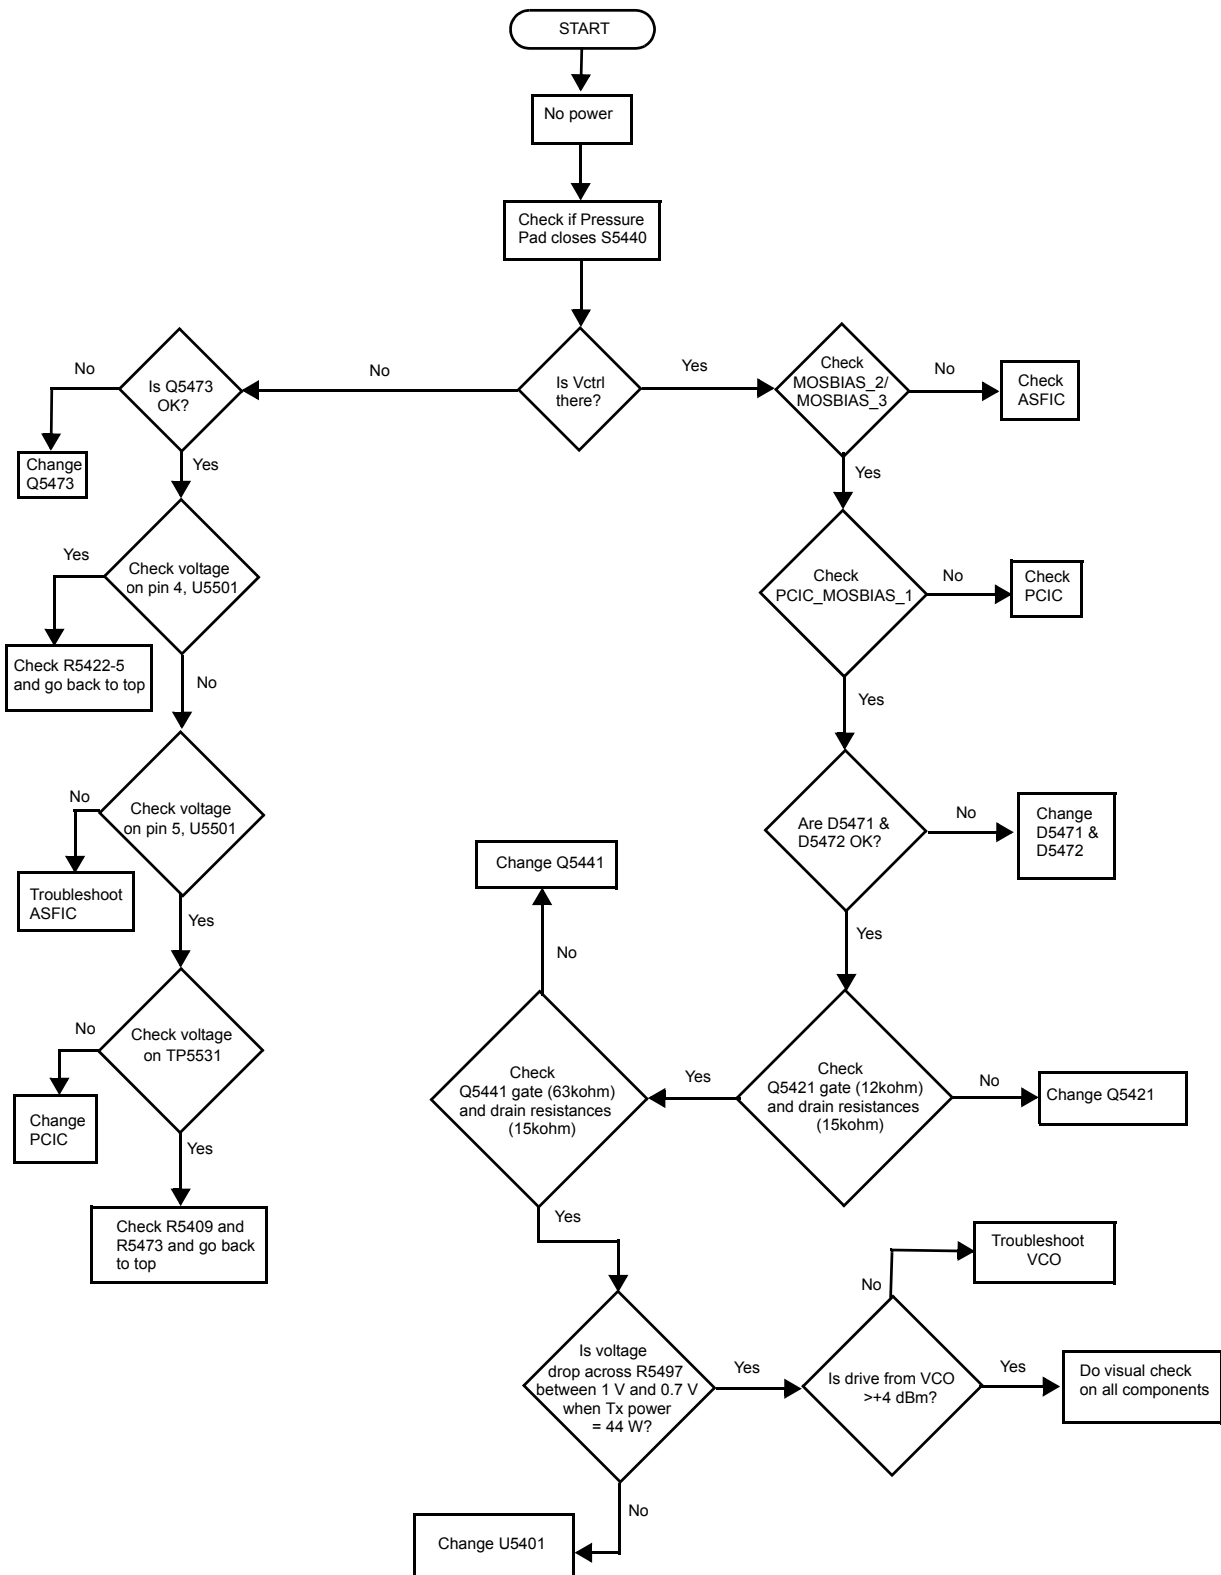 START
No power
Check if Pressure
Pad closes S5440
Is Vctrl
there?
No
Yes
Is Q5473
OK?
No
Change
Q5473
Yes
Check voltage
on pin 4, U5501
Yes
Check R5422-5
and go back to top
No
Check voltage
on pin 5, U5501
No
Troubleshoot
ASFIC
Yes
Check voltage
on TP5531
No
Change
PCIC
Yes
Check R5409 and
R5473 and go back
to top
Check
MOSBIAS_2/
MOSBIAS_3
No
Check
ASFIC
Yes
Check
PCIC_MOSBIAS_1
No
Check
PCIC
Yes
Are D5471 &
D5472 OK?
No
Change
D5471 &
D5472
Yes
Check
Q5421 gate (12kohm)
and drain resistances
(15kohm)
No
Change Q5421
Yes
Check
Q5441 gate (63kohm)
and drain resistances
(15kohm)
No
Change Q5441
Yes
Is voltage
drop across R5497
between 1 V and 0.7 V
when Tx power
= 44 W?
No
Change U5401
Yes
Is drive from VCO
>+4 dBm?
No
Troubleshoot
VCO
Yes
Do visual check
on all components